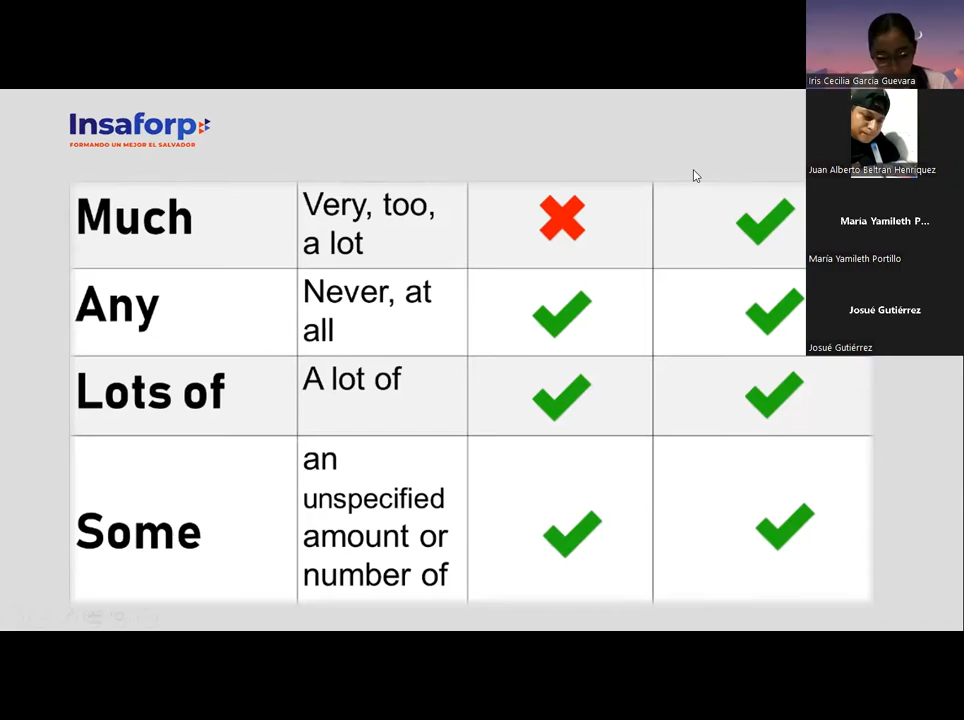 Insaforp
FORMANDO UN MEJOR EL SALVADOR
Much
Very, too,
a lot
Any
Never, at
all
Lots of
A lot of
Some
an
unspecified
amount or
number of
Iris Cecilia Garcia Guevara
Juan Alberto Beltran Henriquez
María Yamileth P...
María Yamileth Portillo
Josué Gutiérrez
Josué Gutiérrez